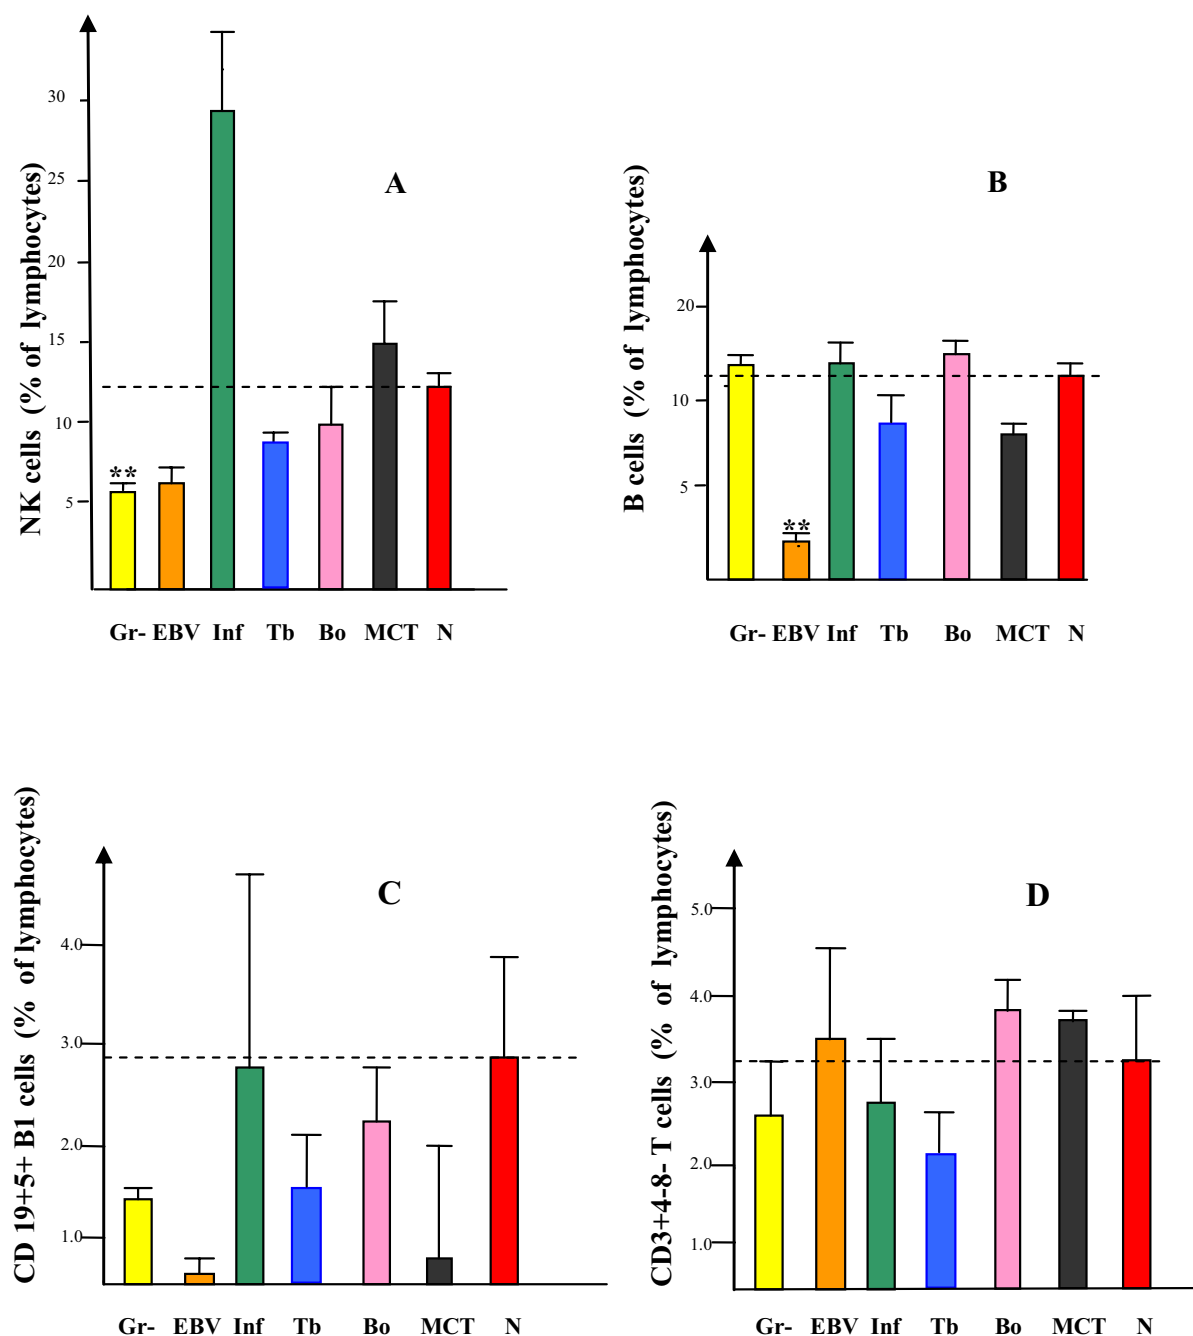 A
NK cells (% of lymphocytes)
30
25
20
15
10
5
**
Gr- EBV Inf Tb Bo MCT N
B
B cells (% of lymphocytes)
20
10
5
**
Gr- EBV Inf Tb Bo MCT N
C
CD 19+5+ B1 cells (% of lymphocytes)
4.0
3.0
2.0
1.0
Gr- EBV Inf Tb Bo MCT N
D
CD3+4-8- T cells (% of lymphocytes)
5.0
4.0
3.0
2.0
1.0
Gr- EBV Inf Tb Bo MCT N